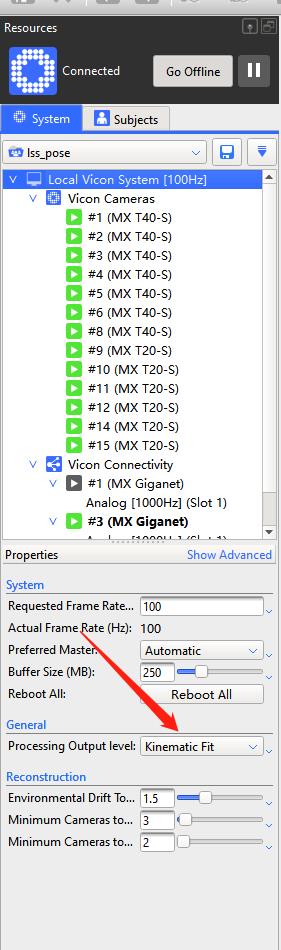 Resources
Connected
Go Offline
System
Subjects
lss_pose
Local Vicon System [100Hz]
Vicon Cameras
#1 (MX T40-S)
#2 (MX T40-S)
#3 (MX T40-S)
#4 (MX T40-S)
#5 (MX T40-S)
#6 (MX T40-S)
#8 (MX T40-S)
#9 (MX T20-S)
#10 (MX T20-S)
#11 (MX T20-S)
#12 (MX T20-S)
#14 (MX T20-S)
#15 (MX T20-S)
Vicon Connectivity
#1 (MX Giganet)
Analog [1000Hz] (Slot 1)
#3 (MX Giganet)
Analog [1000Hz] (Slot 1)
Properties
Show Advanced
System
Requested Frame Rate... 100
Actual Frame Rate (Hz): 100
Preferred Master: Automatic
Buffer Size (MB): 250
Reboot All: Reboot All
General
Processing Output level: Kinematic Fit
Reconstruction
Environmental Drift To... 1.5
Minimum Cameras to... 3
Minimum Cameras to... 2